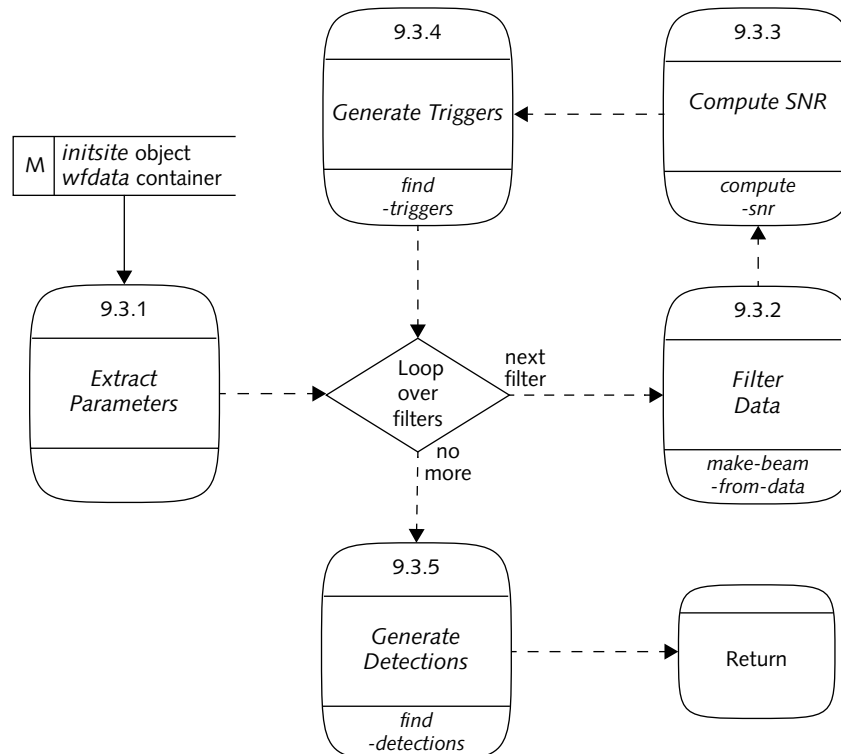 9.3.4
Generate Triggers
find
-triggers
9.3.3
Compute SNR
compute
-snr
M
initsite object
wfdata container
9.3.1
Extract
Parameters
Loop
over
filters
next
filter
no
more
9.3.2
Filter
Data
make-beam
-from-data
9.3.5
Generate
Detections
find
-detections
Return